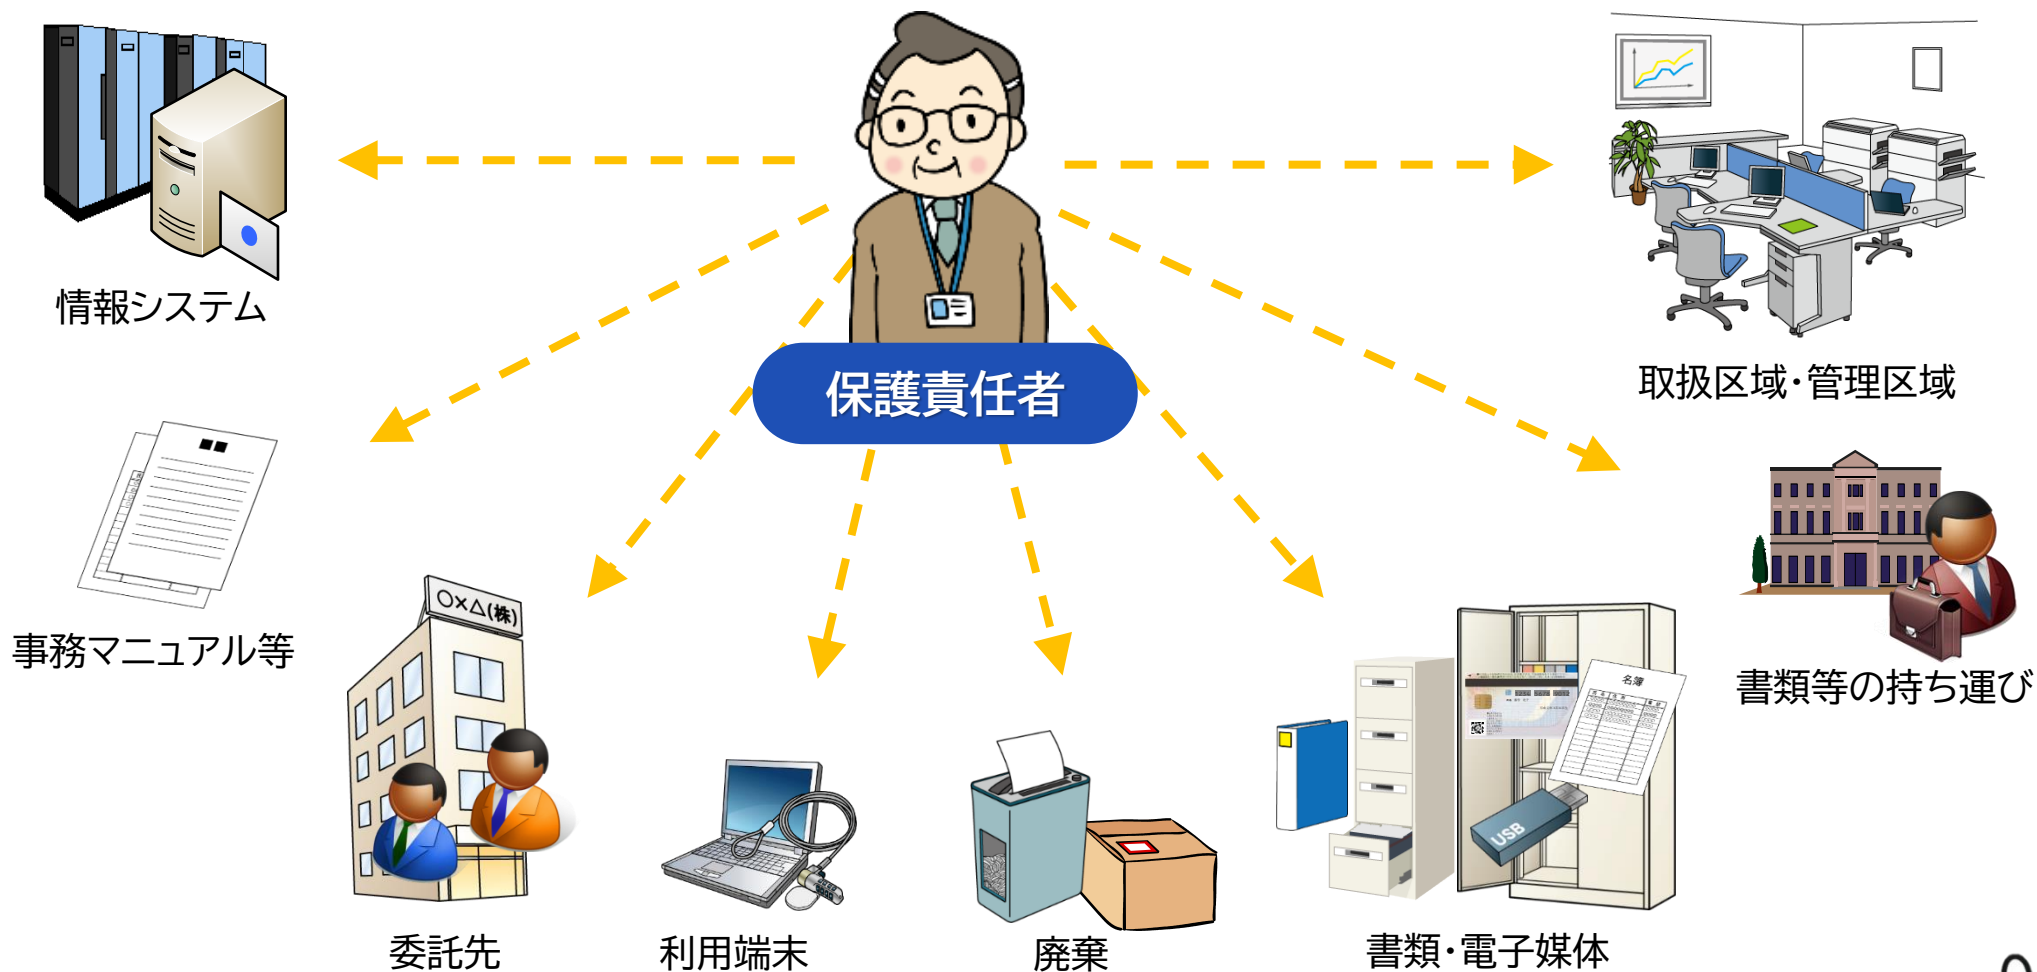 情報システム
取扱区域・管理区域
保護責任者
事務マニュアル等
○×△(株)
書類等の持ち運び
名簿
USB
委託先
利用端末
廃棄
書類・電子媒体